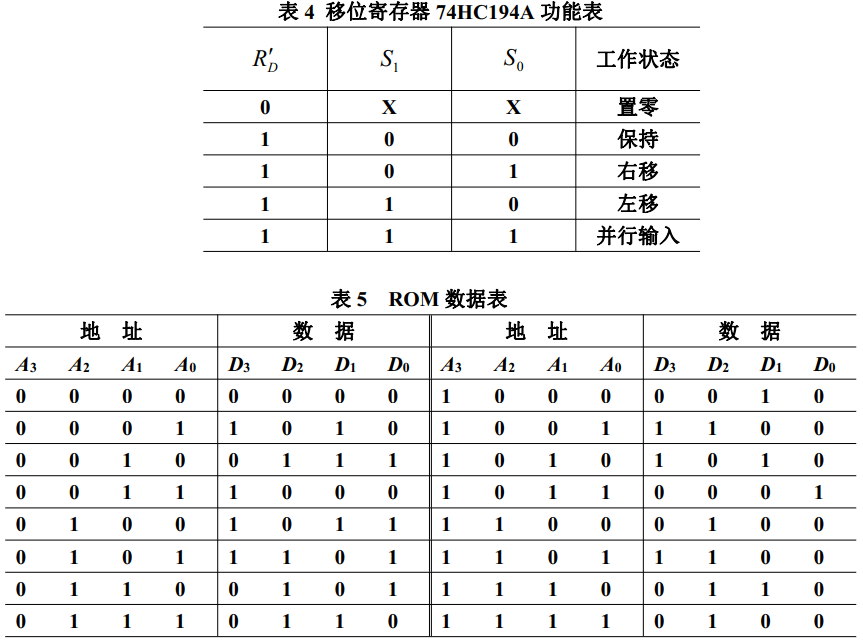 表 4 移位寄存器 74HC194A 功能表
R′D S1 S0 工作状态
0 X X 置零
1 0 0 保持
1 0 1 右移
1 1 0 左移
1 1 1 并行输入
表 5 ROM 数据表
地 址 数 据 地 址 数 据
A3 A2 A1 A0 D3 D2 D1 D0 A3 A2 A1 A0 D3 D2 D1 D0
0 0 0 0 0 0 0 0 1 0 0 0 0 0 1 0
0 0 0 1 1 0 1 0 1 0 0 1 1 1 0 0
0 0 1 0 0 1 1 1 1 0 1 0 1 0 1 0
0 0 1 1 1 0 0 0 1 0 1 1 0 0 0 1
0 1 0 0 1 0 1 1 1 1 0 0 0 1 0 0
0 1 0 1 1 1 0 1 1 1 0 1 1 1 0 0
0 1 1 0 0 1 0 1 1 1 1 0 0 1 1 0
0 1 1 1 0 1 1 0 1 1 1 1 0 1 0 0